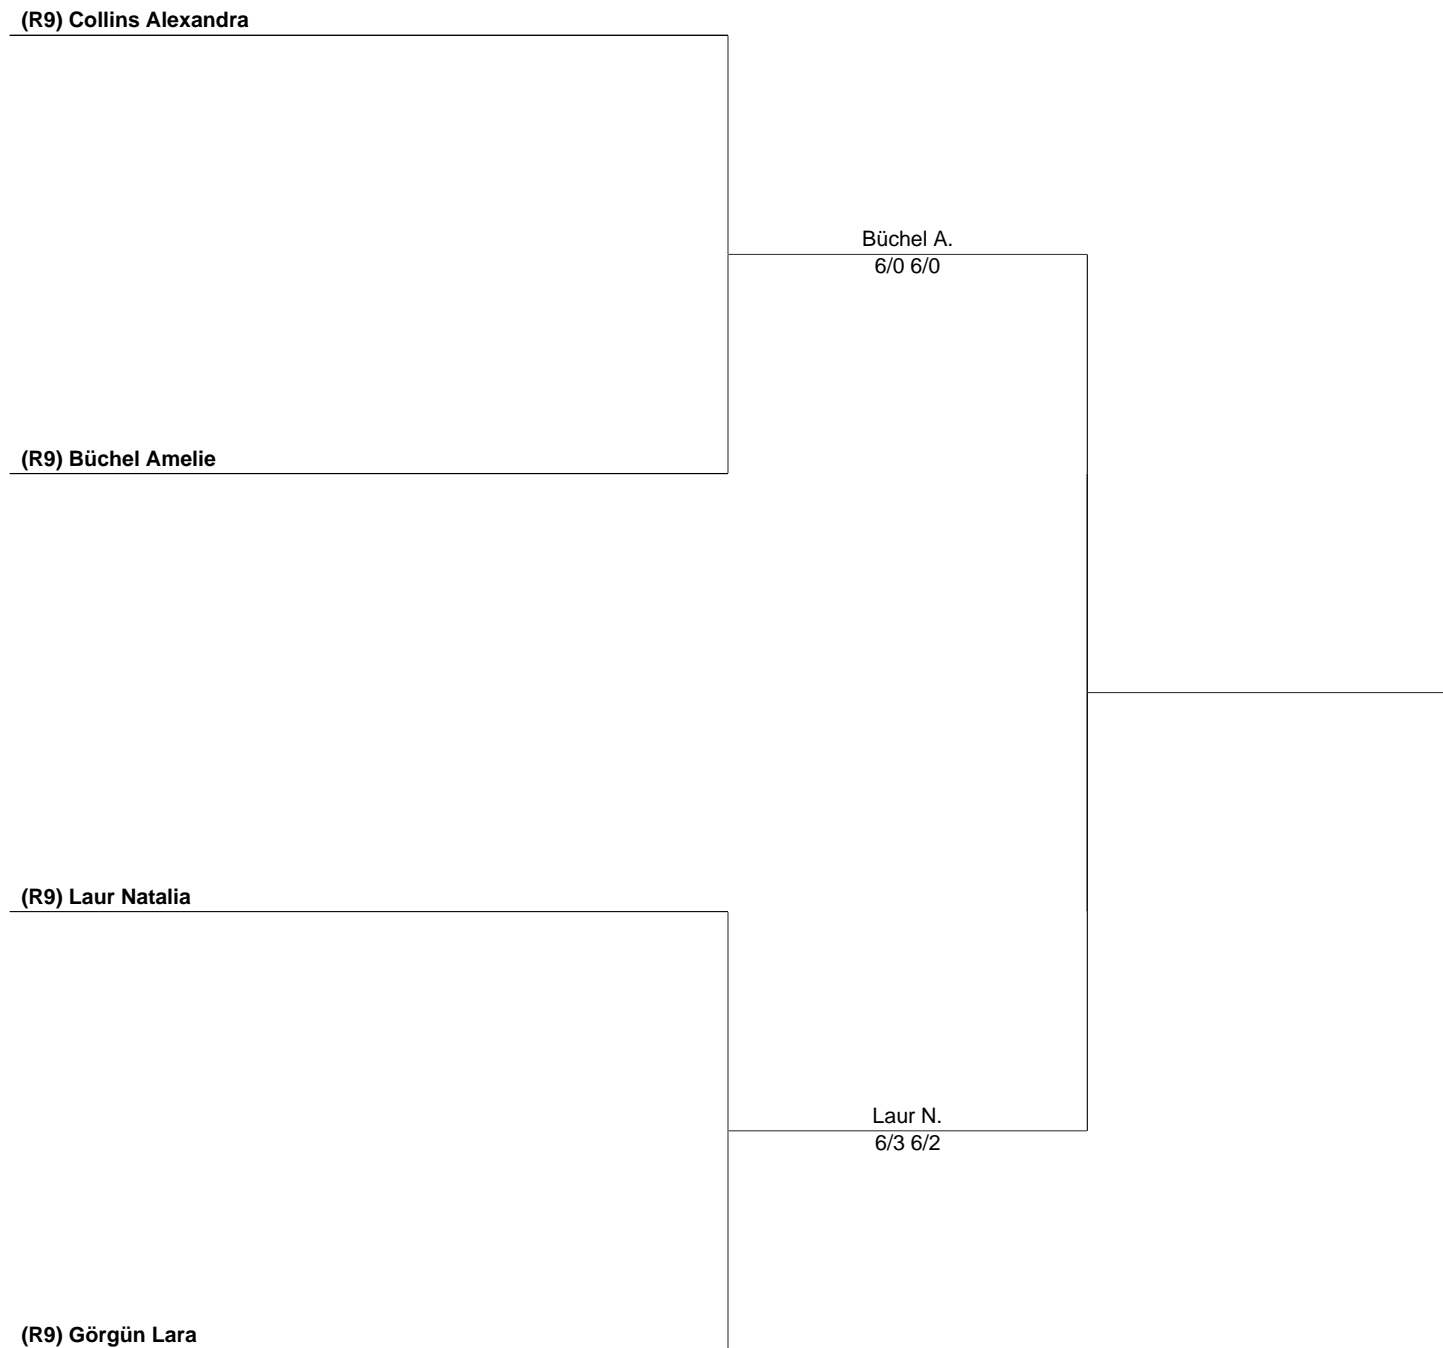 (R9) Collins Alexandra
Büchel A.
6/0 6/0
(R9) Büchel Amelie
(R9) Laur Natalia
Laur N.
6/3 6/2
(R9) Görgün Lara